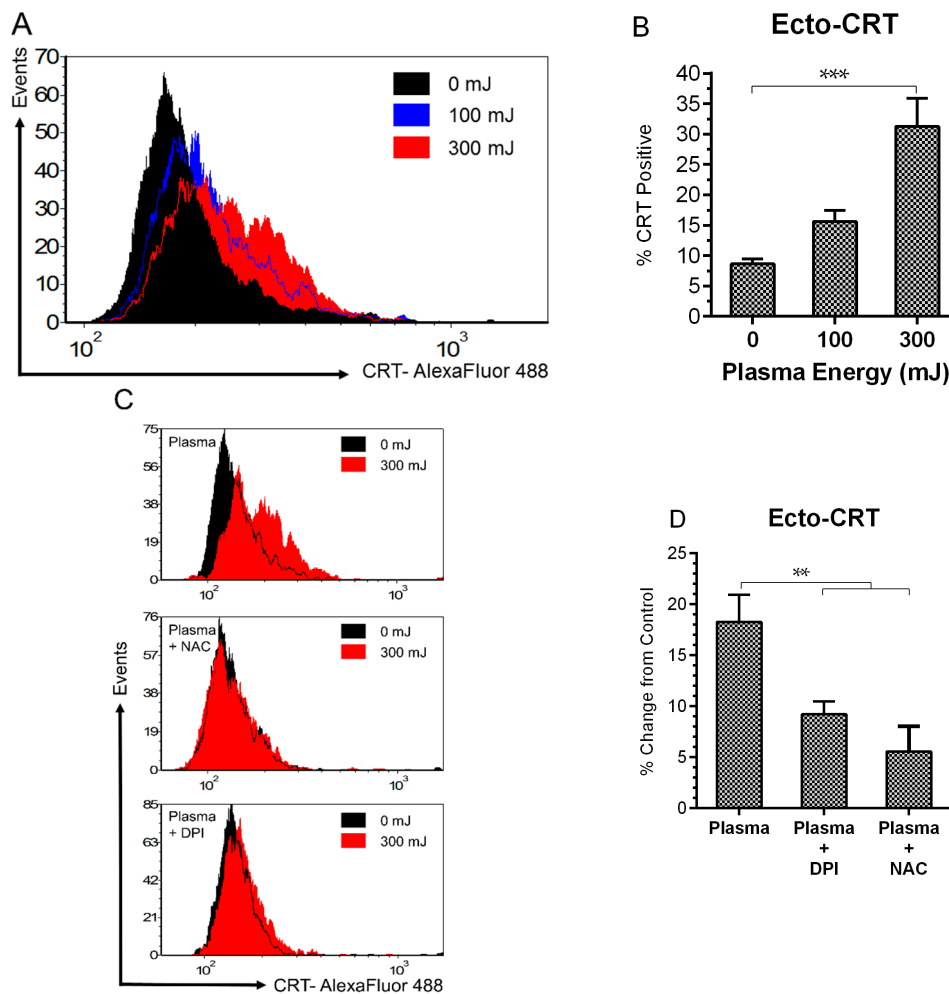 A
Events
70
60
50
40
30
20
10
0
0 mJ
100 mJ
300 mJ
10²
10³
CRT- AlexaFluor 488
B
Ecto-CRT
***
% CRT Positive
40
35
30
25
20
15
10
5
0
0
100
300
Plasma Energy (mJ)
C
Events
Plasma
75
56
38
19
0
0 mJ
300 mJ
10²
10³
Plasma
+ NAC
76
57
38
19
0
0 mJ
300 mJ
10²
10³
Plasma
+ DPI
85
63
42
21
0
0 mJ
300 mJ
10²
10³
CRT- AlexaFluor 488
D
Ecto-CRT
**
% Change from Control
25
20
15
10
5
0
Plasma
Plasma
+
DPI
Plasma
+
NAC